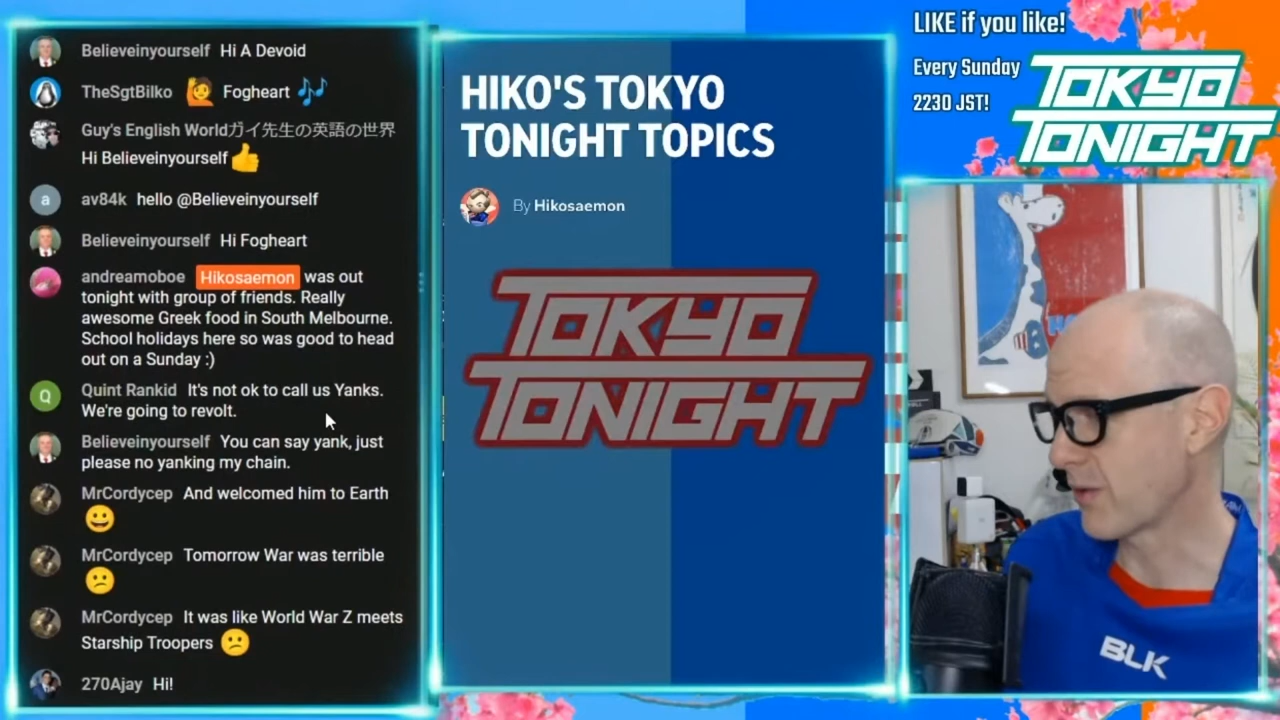 Believeinyourself Hi A Devoid
TheSgtBilko 🙋 Fogheart 🎶
Guy's English Worldガイ先生の英語の世界
Hi Believeinyourself 👍
a av84k hello @Believeinyourself
Believeinyourself Hi Fogheart
andreamoboe Hikosaemon was out
tonight with group of friends. Really
awesome Greek food in South Melbourne.
School holidays here so was good to head
out on a Sunday :)
Q Quint Rankid It's not ok to call us Yanks.
We're going to revolt.
Believeinyourself You can say yank, just
please no yanking my chain.
MrCordycep And welcomed him to Earth
😀
MrCordycep Tomorrow War was terrible
😕
MrCordycep It was like World War Z meets
Starship Troopers 😕
270Ajay Hi!
HIKO'S TOKYO
TONIGHT TOPICS
By Hikosaemon
TOKYO
TONIGHT
LIKE if you like!
Every Sunday
2230 JST!
TOKYO
TONIGHT
BLK